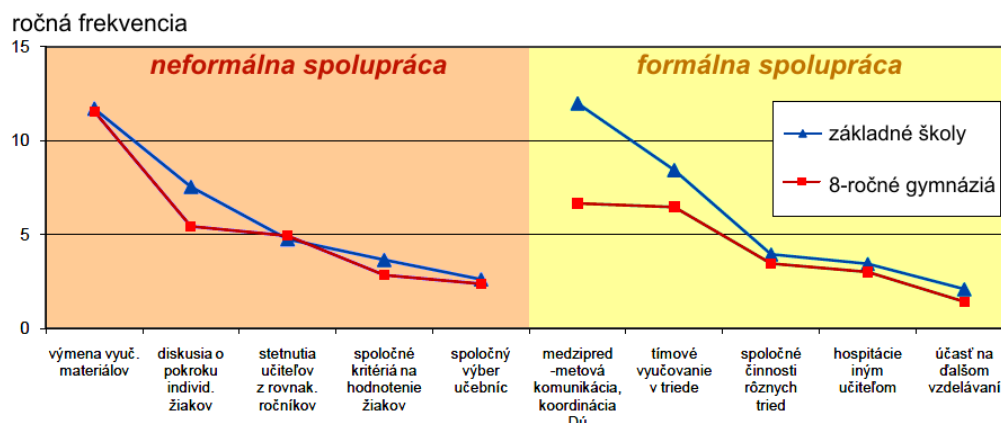 ročná frekvencia
15
neformálna spolupráca
formálna spolupráca
10
základné školy
8-ročné gymnáziá
5
0
výmena vyuč.
materiálov
diskusia o
pokroku individ.
žiakov
stetnutia
učiteľov
z rovnak.
ročníkov
spoločné
kritériá na
hodnotenie
žiakov
spoločný
výber
učebníc
medzipred
-metová
komunikácia,
koordinácia
DÚ
tímové
vyučovanie
v triede
spoločné
činnosti
rôznych
tried
hospitácie
iným
učiteľom
účasť na
ďalšom
vzdelávaní